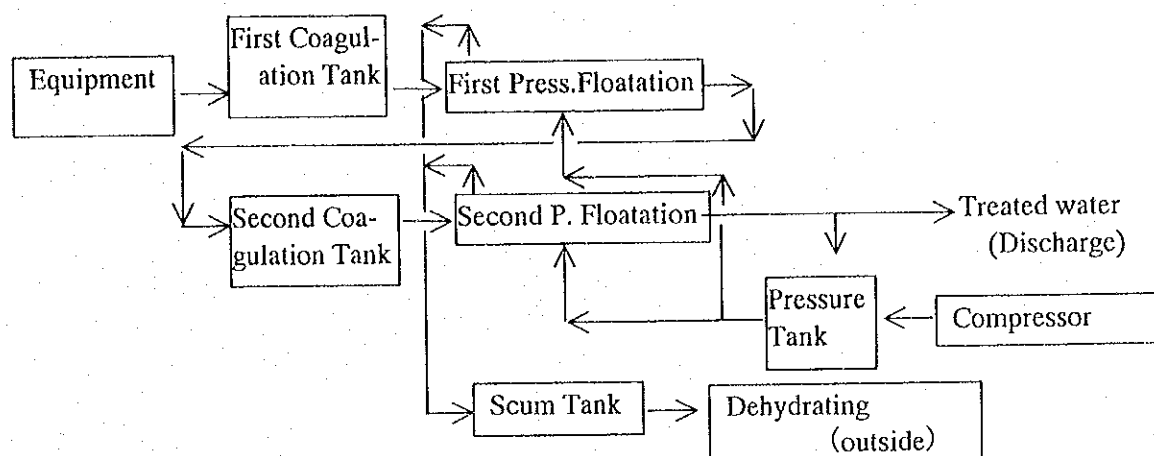 First Coagul-
ation Tank
Equipment
First Press.Floatation
Second Coa-
gulation Tank
Second P. Floatation
Treated water
(Discharge)
Pressure
Tank
Compressor
Scum Tank
Dehydrating
(outside)